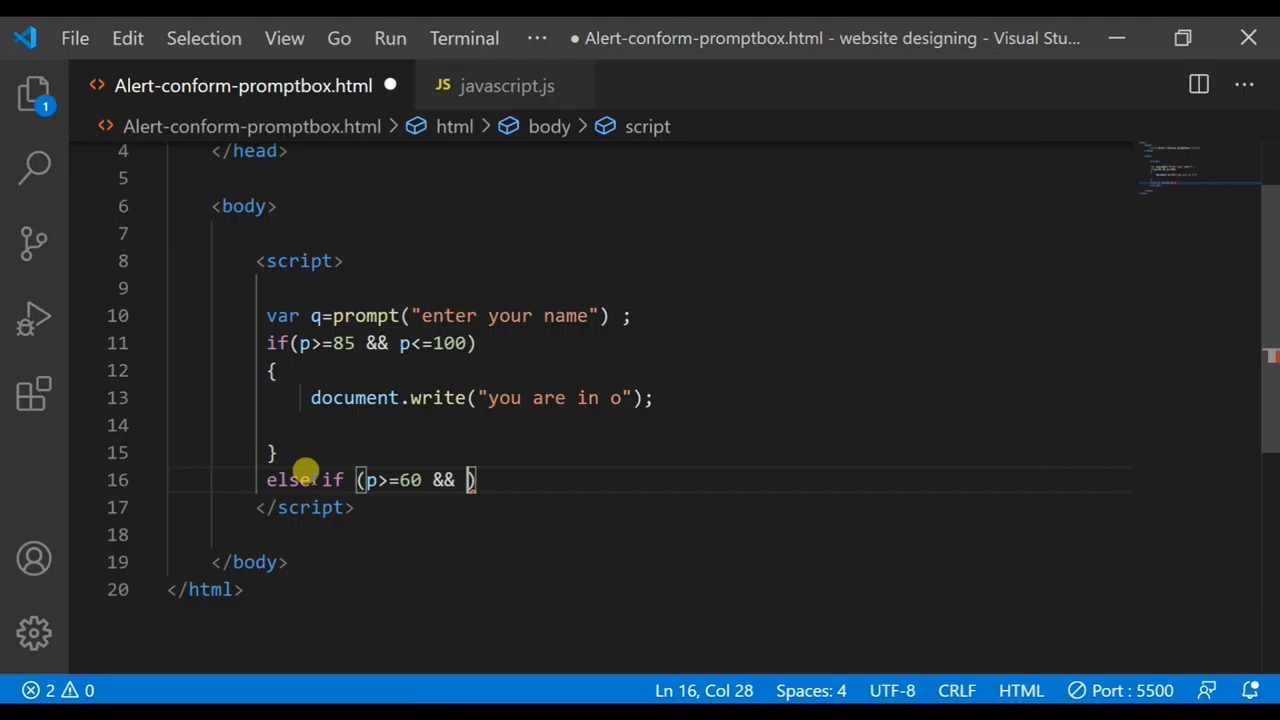 File Edit Selection View Go Run Terminal ··· ● Alert-conform-promptbox.html - website designing - Visual Stu...
<> Alert-conform-promptbox.html ● JS javascript.js ···
1
<> Alert-conform-promptbox.html > html > body > script
4 </head>
5
6 <body>
7
8 <script>
9
10 var q=prompt("enter your name") ;
11 if(p>=85 && p<=100)
12 {
13 document.write("you are in o");
14
15 }
16 else if (p>=60 && )
17 </script>
18
19 </body>
20 </html>
2 0 Ln 16, Col 28 Spaces: 4 UTF-8 CRLF HTML Port : 5500